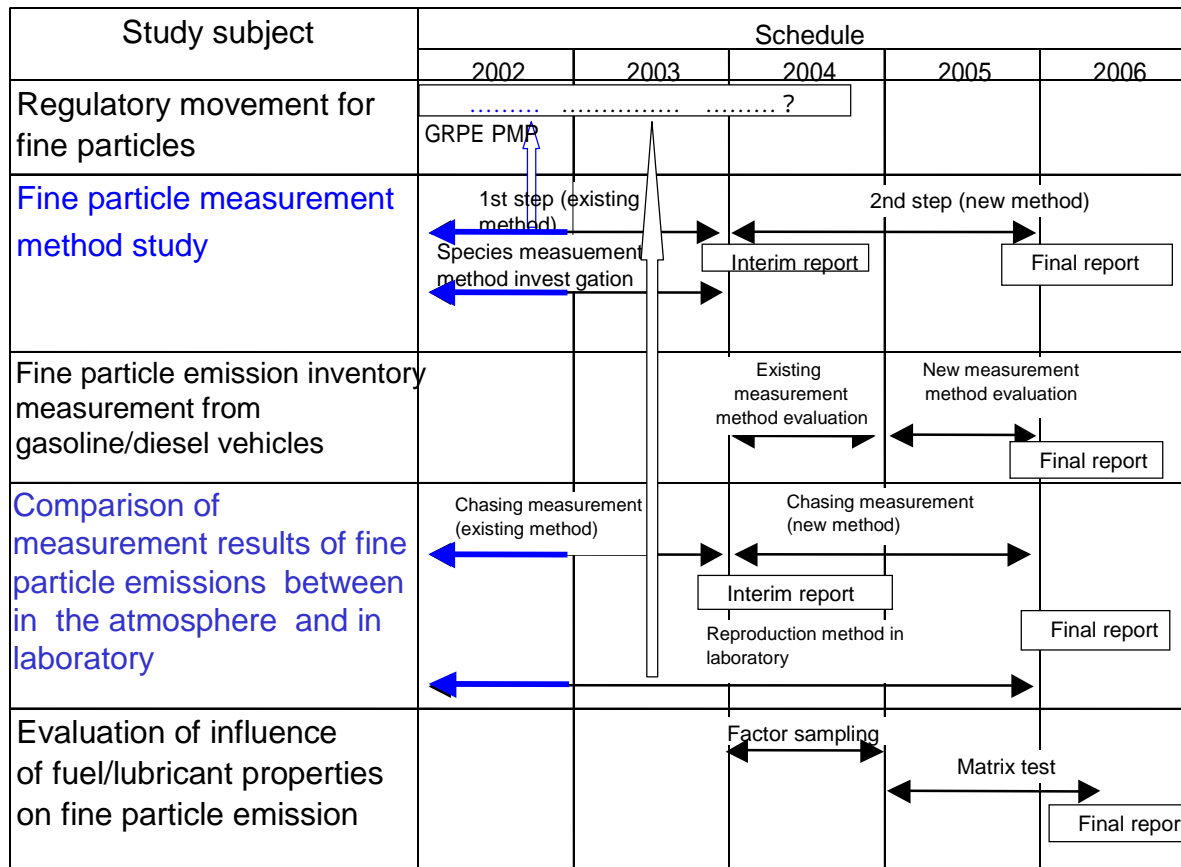 Study subject
Schedule
2002 2003 2004 2005 2006
Regulatory movement for
fine particles
......... ............... ......... ?
GRPE PMP
Fine particle measurement
method study
1st step (existing
method)
2nd step (new method)
Species measuement
method invest gation
Interim report
Final report
Fine particle emission inventory
measurement from
gasoline/diesel vehicles
Existing
measurement
method evaluation
New measurement
method evaluation
Final report
Comparison of
measurement results of fine
particle emissions between
in the atmosphere and in
laboratory
Chasing measurement
(existing method)
Chasing measurement
(new method)
Interim report
Reproduction method in
laboratory
Final report
Evaluation of influence
of fuel/lubricant properties
on fine particle emission
Factor sampling
Matrix test
Final repor